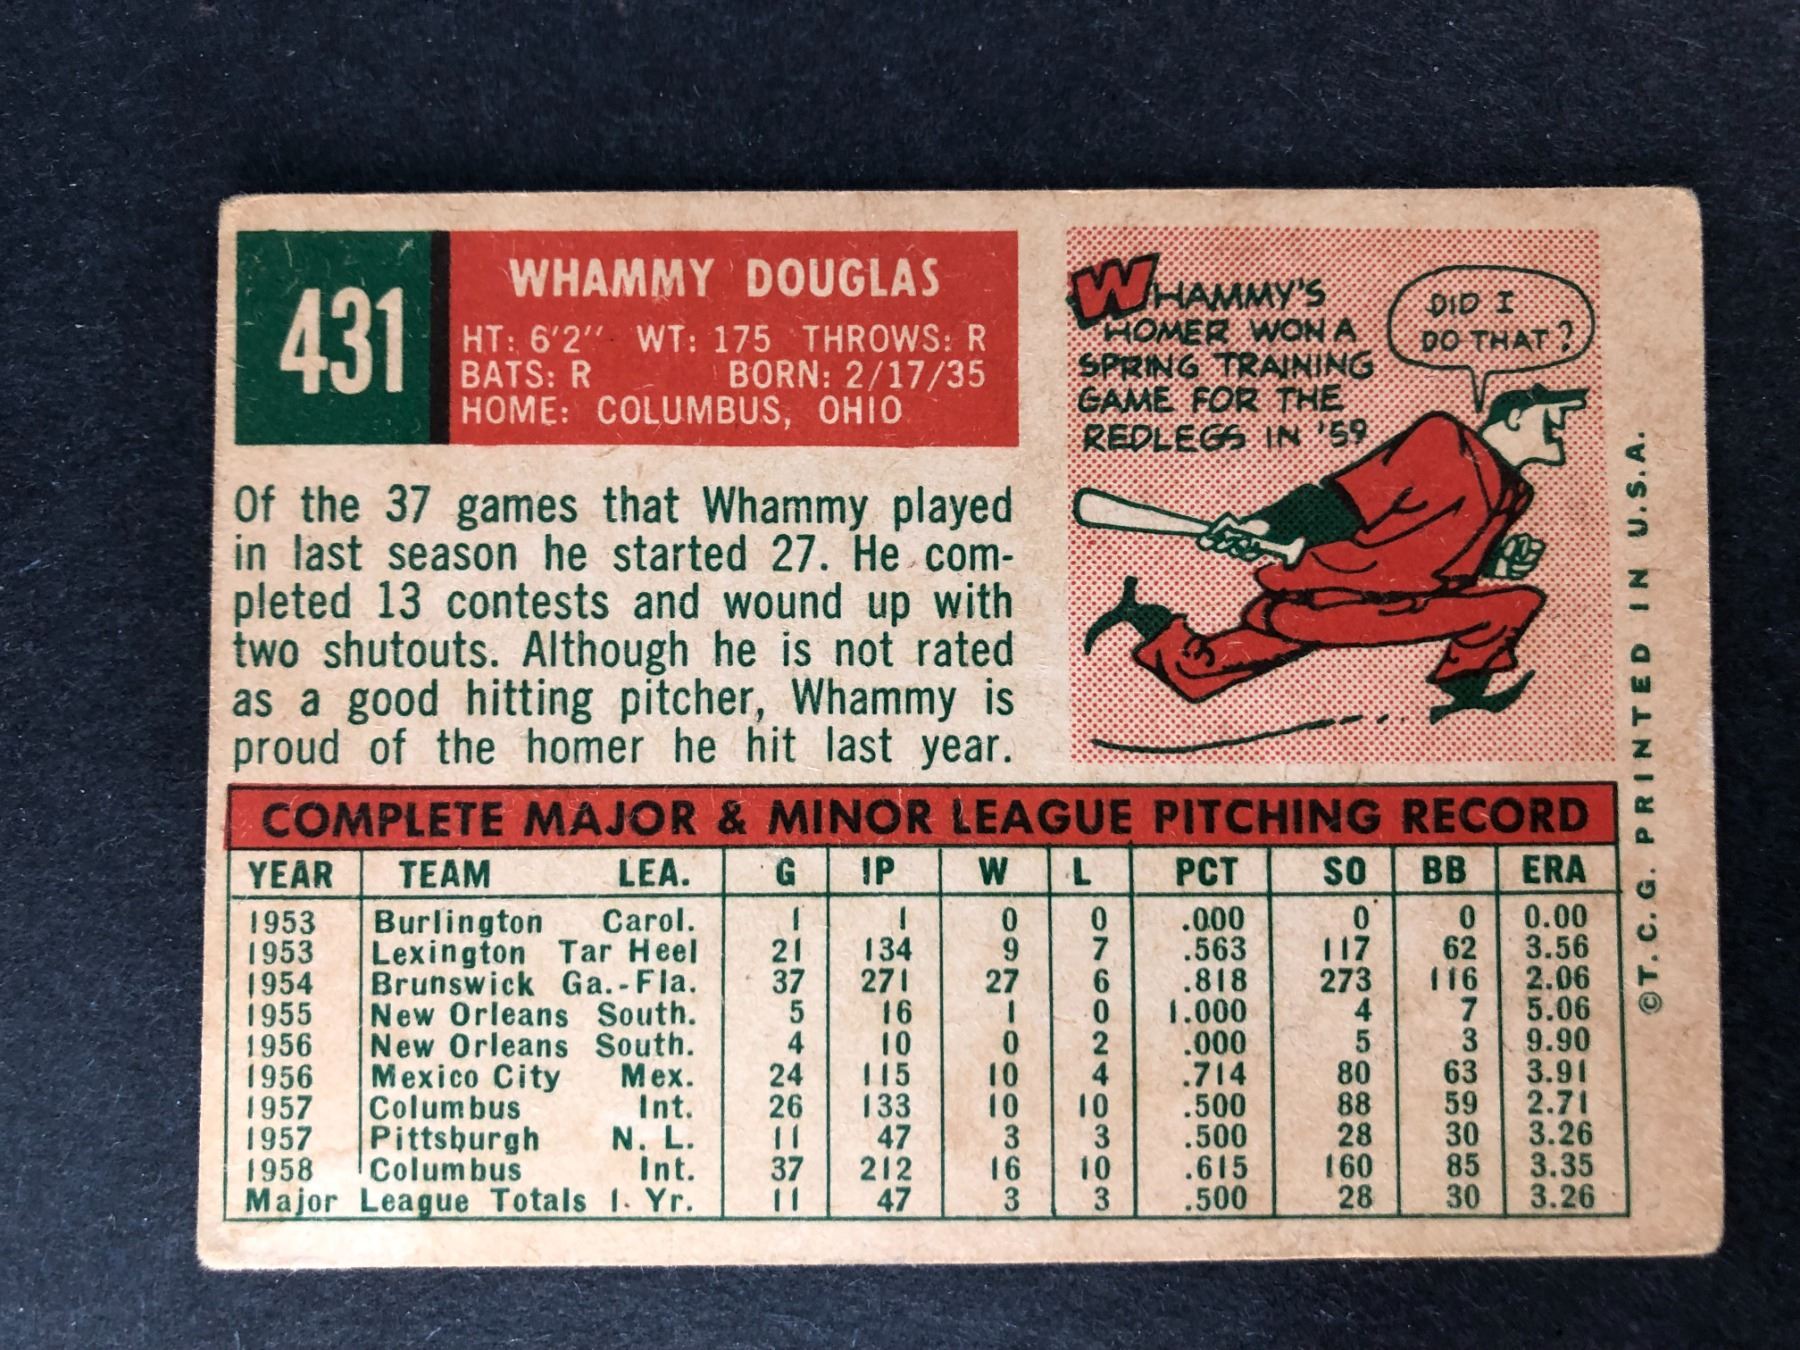 431
WHAMMY DOUGLAS
HT: 6'2" WT: 175 THROWS: R
BATS: R BORN: 2/17/35
HOME: COLUMBUS, OHIO
WHAMMY'S
HOMER WON A
SPRING TRAINING
GAME FOR THE
REDLEGS IN '59
DID I
DO THAT?
Of the 37 games that Whammy played
in last season he started 27. He com-
pleted 13 contests and wound up with
two shutouts. Although he is not rated
as a good hitting pitcher, Whammy is
proud of the homer he hit last year.
COMPLETE MAJOR & MINOR LEAGUE PITCHING RECORD
YEAR TEAM LEA. G IP W L PCT SO BB ERA
1953 Burlington Carol. 1 1 0 0 .000 0 0 0.00
1953 Lexington Tar Heel 21 134 9 7 .563 117 62 3.56
1954 Brunswick Ga.-Fla. 37 271 27 6 .818 273 116 2.06
1955 New Orleans South. 5 16 1 0 1.000 4 7 5.06
1956 New Orleans South. 4 10 0 2 .000 5 3 9.90
1956 Mexico City Mex. 24 115 10 4 .714 80 63 3.91
1957 Columbus Int. 26 133 10 10 .500 88 59 2.71
1957 Pittsburgh N. L. 11 47 3 3 .500 28 30 3.26
1958 Columbus Int. 37 212 16 10 .615 160 85 3.35
Major League Totals 1 Yr. 11 47 3 3 .500 28 30 3.26
©T. C. G. PRINTED IN U.S.A.